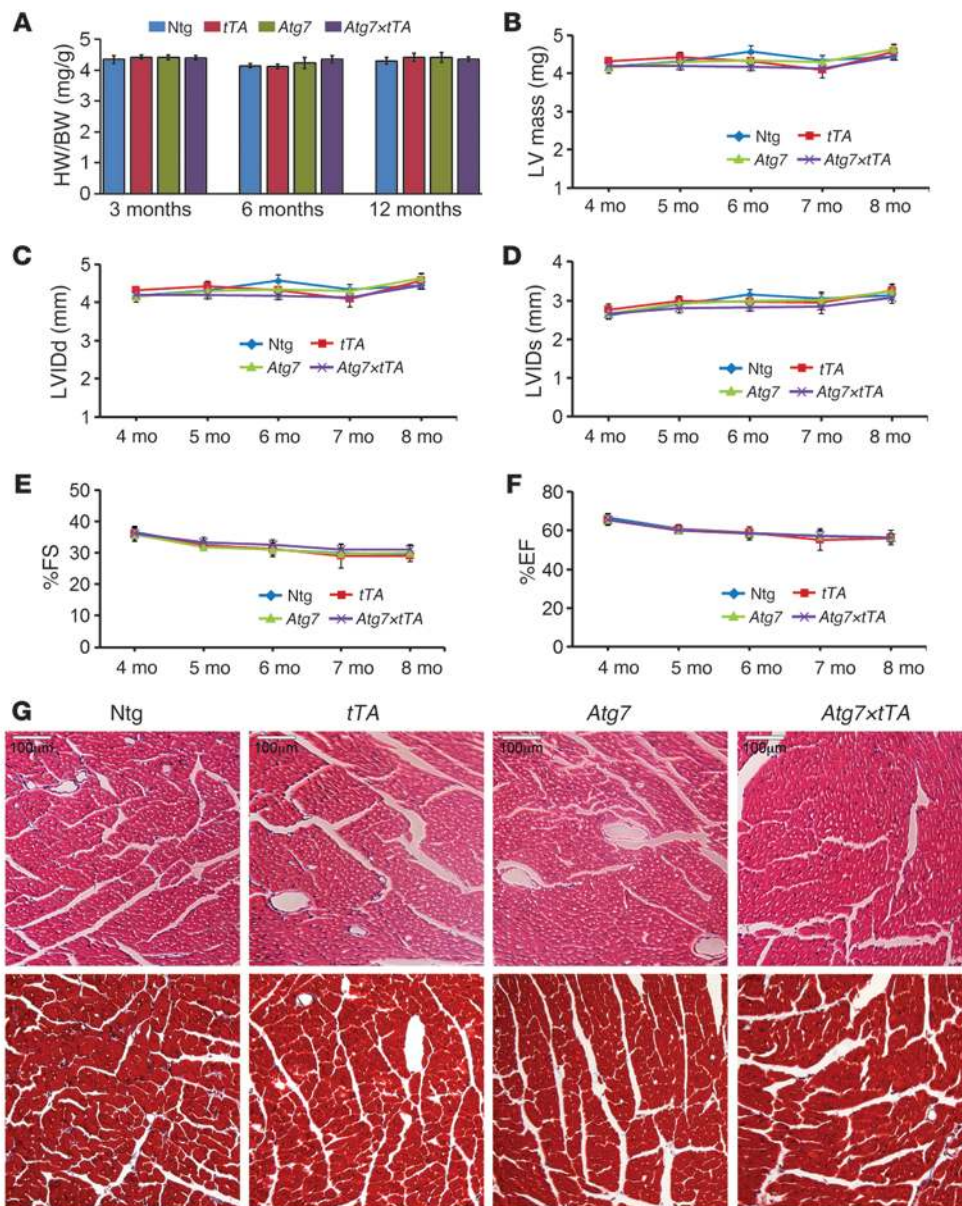 A
Ntg tTA Atg7 Atg7×tTA
HW/BW (mg/g)
6
4
2
0
3 months 6 months 12 months
B
LV mass (mg)
5
4
3
2
1
Ntg tTA
Atg7 Atg7×tTA
4 mo 5 mo 6 mo 7 mo 8 mo
C
LVIDd (mm)
5
4
3
2
1
Ntg tTA
Atg7 Atg7×tTA
4 mo 5 mo 6 mo 7 mo 8 mo
D
LVIDs (mm)
4
3
2
1
0
Ntg tTA
Atg7 Atg7×tTA
4 mo 5 mo 6 mo 7 mo 8 mo
E
%FS
50
40
30
20
10
0
Ntg tTA
Atg7 Atg7×tTA
4 mo 5 mo 6 mo 7 mo 8 mo
F
%EF
80
60
40
20
0
Ntg tTA
Atg7 Atg7×tTA
4 mo 5 mo 6 mo 7 mo 8 mo
G
Ntg tTA Atg7 Atg7×tTA
100μm 100μm 100μm 100μm